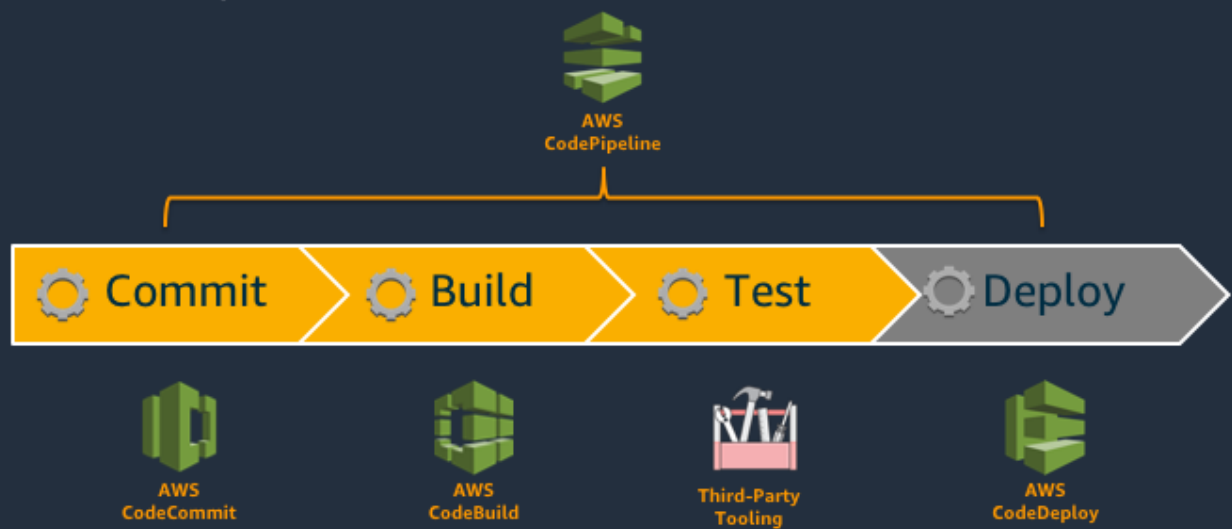 AWS
CodePipeline
Commit
Build
Test
Deploy
AWS
CodeCommit
AWS
CodeBuild
Third-Party
Tooling
AWS
CodeDeploy